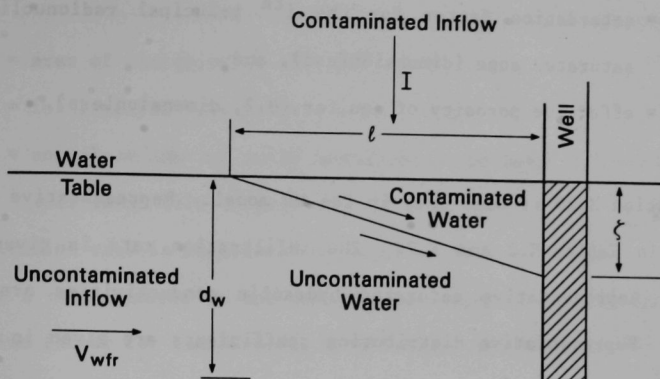 Contaminated Inflow
I
ℓ
Well
Water
Table
Contaminated
Water
ζ
Uncontaminated
Inflow
Uncontaminated
Water
d_w
V_wfr